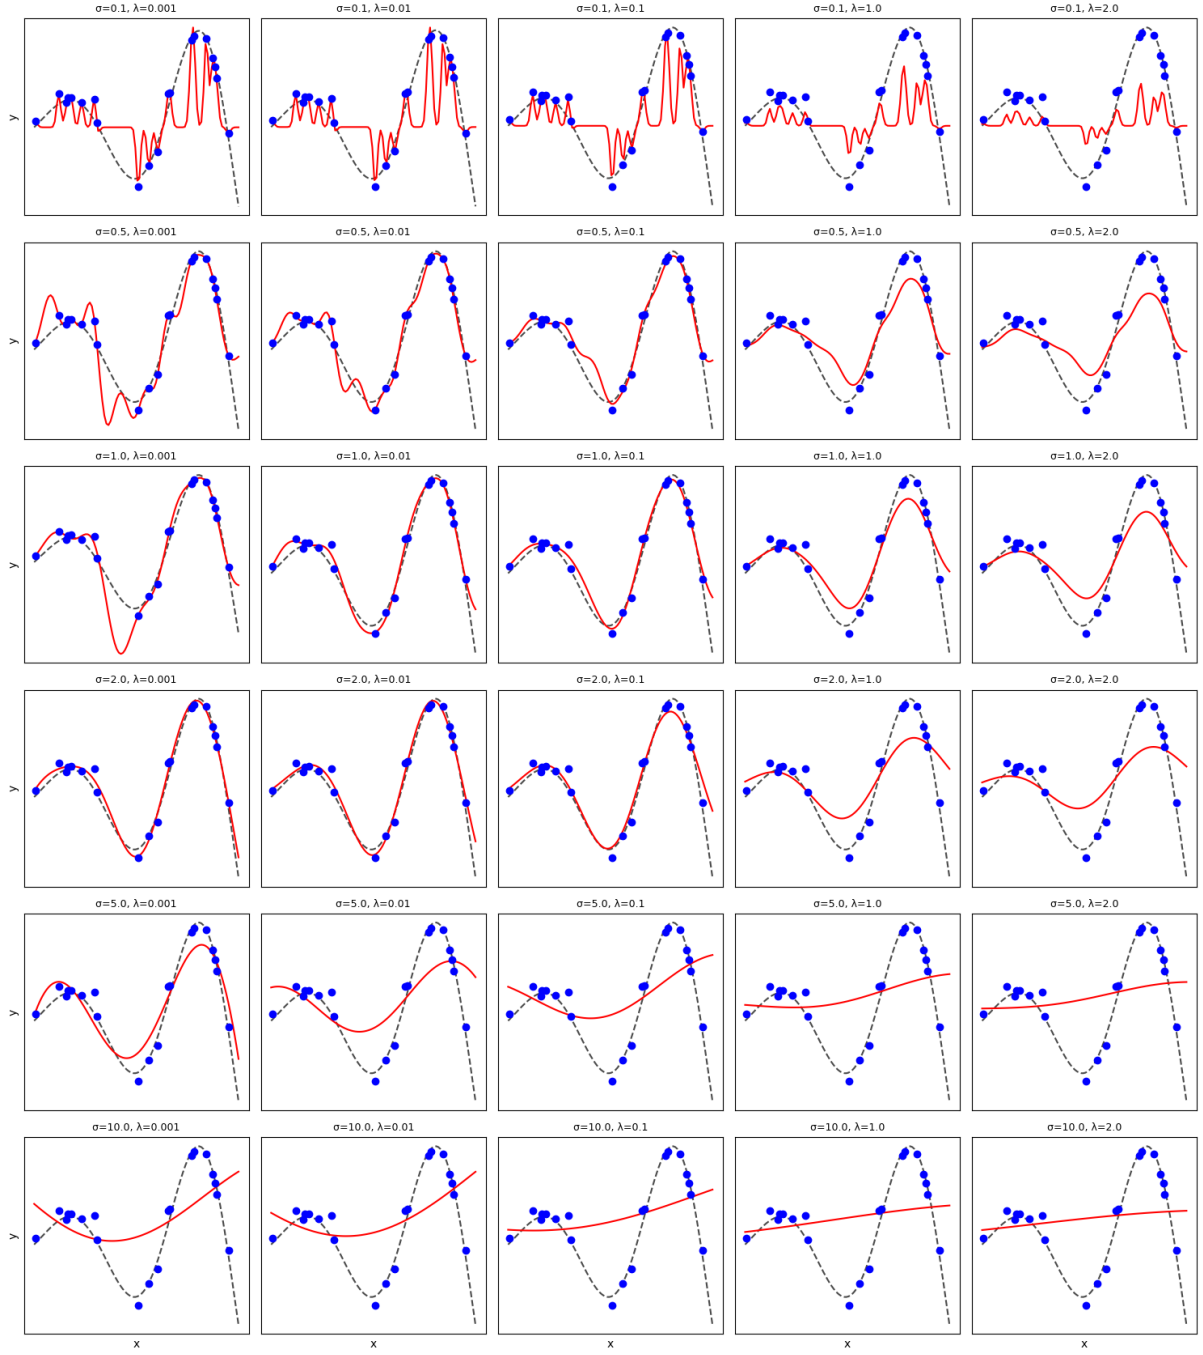 σ=0.1, λ=0.001
σ=0.1, λ=0.01
σ=0.1, λ=0.1
σ=0.1, λ=1.0
σ=0.1, λ=2.0
y
σ=0.5, λ=0.001
σ=0.5, λ=0.01
σ=0.5, λ=0.1
σ=0.5, λ=1.0
σ=0.5, λ=2.0
y
σ=1.0, λ=0.001
σ=1.0, λ=0.01
σ=1.0, λ=0.1
σ=1.0, λ=1.0
σ=1.0, λ=2.0
y
σ=2.0, λ=0.001
σ=2.0, λ=0.01
σ=2.0, λ=0.1
σ=2.0, λ=1.0
σ=2.0, λ=2.0
y
σ=5.0, λ=0.001
σ=5.0, λ=0.01
σ=5.0, λ=0.1
σ=5.0, λ=1.0
σ=5.0, λ=2.0
y
σ=10.0, λ=0.001
σ=10.0, λ=0.01
σ=10.0, λ=0.1
σ=10.0, λ=1.0
σ=10.0, λ=2.0
y
x
x
x
x
x